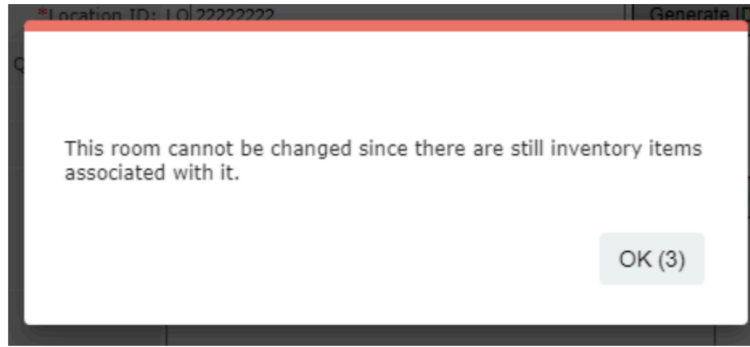 *Location ID: LO 22222222 Generate ID
Q
This room cannot be changed since there are still inventory items
associated with it.
OK (3)